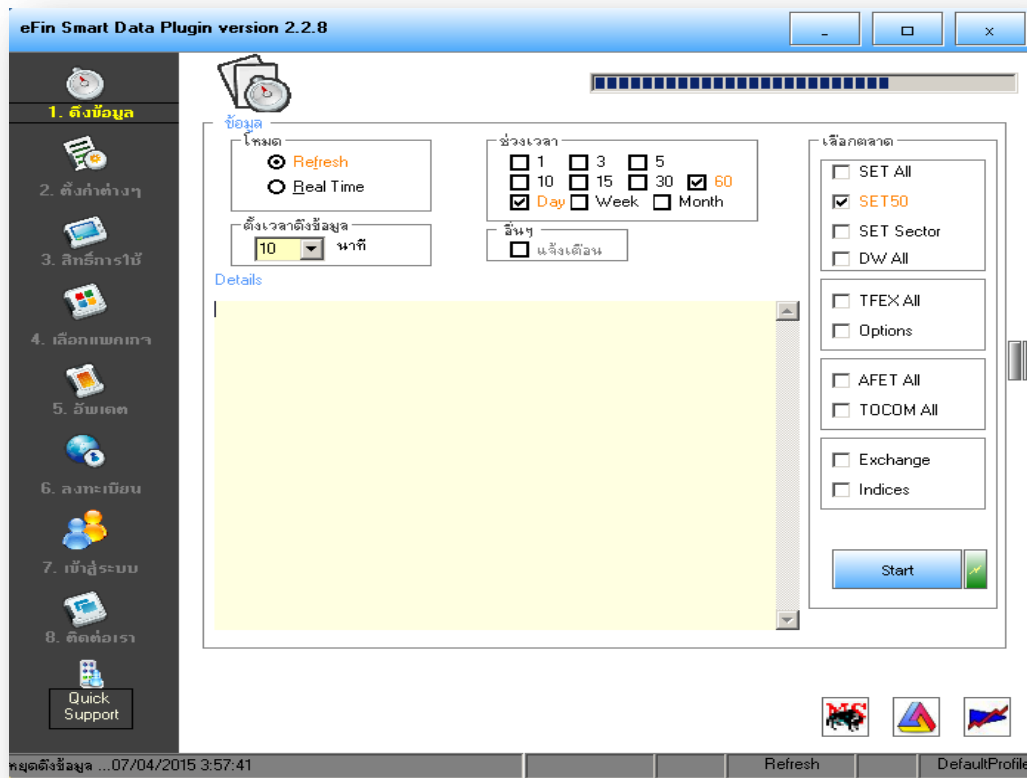 eFin Smart Data Plugin version 2.2.8
1. ดึงข้อมูล
2. ตั้งค่าต่างๆ
3. สิทธิ์การใช้
4. เลือกแพคเกจ
5. อัพเดต
6. ลงทะเบียน
7. เข้าสู่ระบบ
8. ติดต่อเรา
Quick
Support
ข้อมูล
โหมด
Refresh
Real Time
ตั้งเวลาดึงข้อมูล
10 นาที
ช่วงเวลา
1 3 5
10 15 30 60
Day Week Month
อื่นๆ
แจ้งเตือน
Details
เลือกตลาด
SET All
SET50
SET Sector
DW All
TFEX All
Options
AFET All
TOCOM All
Exchange
Indices
Start
MS
หยุดดึงข้อมูล ...07/04/2015 3:57:41
Refresh
DefaultProfile